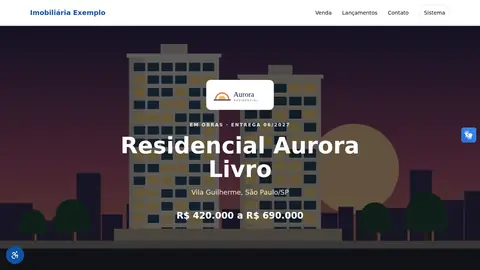 Imobiliária Exemplo
Venda
Lançamentos
Contato
Sistema
Aurora
EM OBRAS · ENTREGA 06/2027
Residencial Aurora
Livro
Vila Guilherme, São Paulo/SP
R$ 420.000 a R$ 690.000